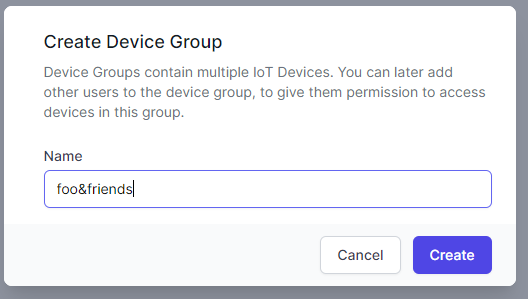 Create Device Group
Device Groups contain multiple IoT Devices. You can later add
other users to the device group, to give them permission to access
devices in this group.
Name
foo&friends
Cancel
Create